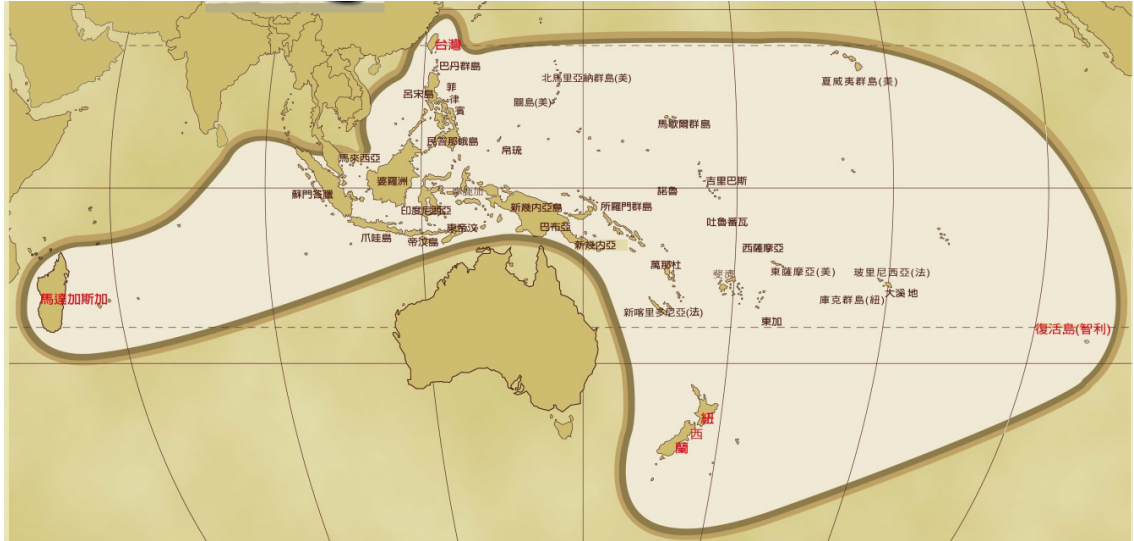 台灣
巴丹群島
北馬里亞納群島(美)
夏威夷群島(美)
呂宋島
菲
律
賓
關島(美)
馬歇爾群島
民答那峨島
帛琉
馬來西亞
婆羅洲
吉里巴斯
蘇門答臘
摩鹿加
諾魯
印度尼西亞
新幾內亞島
所羅門群島
爪哇島
帝汶島
東帝汶
巴布亞
新幾內亞
吐魯番瓦
西薩摩亞
萬那杜
斐濟
東薩摩亞(美)
玻里尼西亞(法)
大溪地
庫克群島(紐)
馬達加斯加
新喀里多尼亞(法)
東加
復活島(智利)
紐
西
蘭